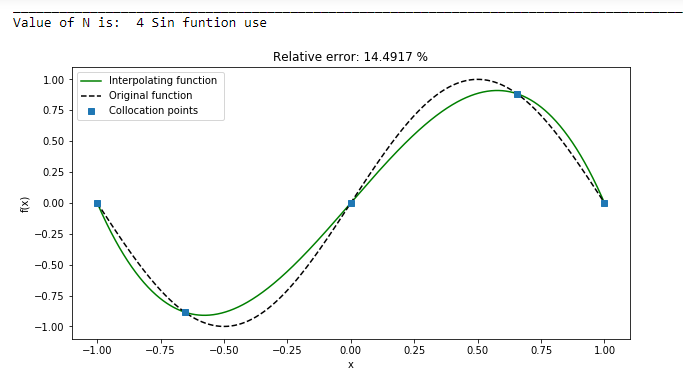 Value of N is:  4 Sin funtion use
Relative error: 14.4917 %
Interpolating function
Original function
Collocation points
1.00
0.75
0.50
0.25
0.00
−0.25
−0.50
−0.75
−1.00
f(x)
−1.00 −0.75 −0.50 −0.25 0.00 0.25 0.50 0.75 1.00
x